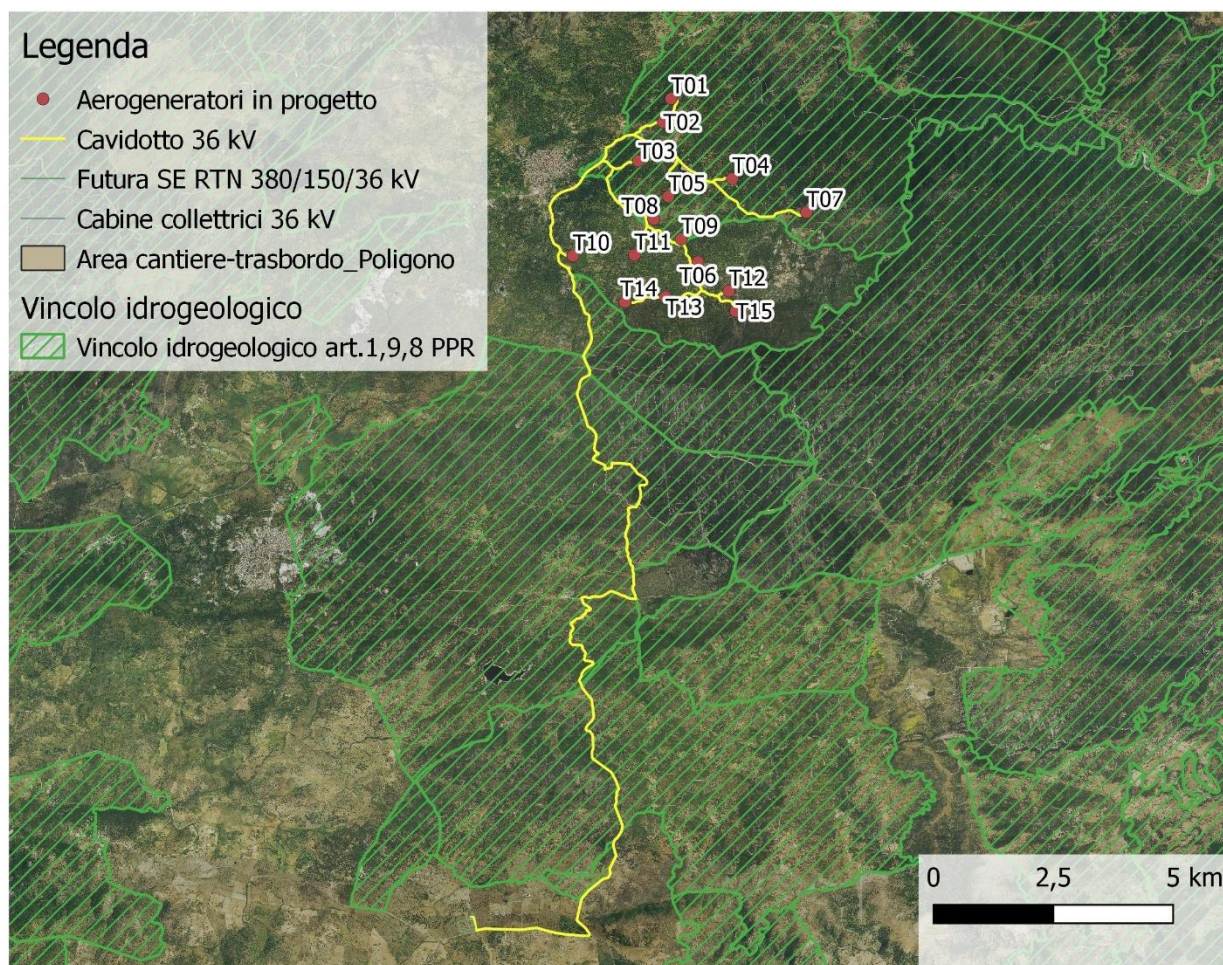 Legenda
Aerogeneratori in progetto
Cavidotto 36 kV
Futura SE RTN 380/150/36 kV
Cabine collettrici 36 kV
Area cantiere-trasbordo_Poligono
Vincolo idrogeologico
Vincolo idrogeologico art.1,9,8 PPR
T01
T02
T03
T04
T05
T07
T08
T09
T10
T11
T06
T12
T14
T13
T15
0 2,5 5 km